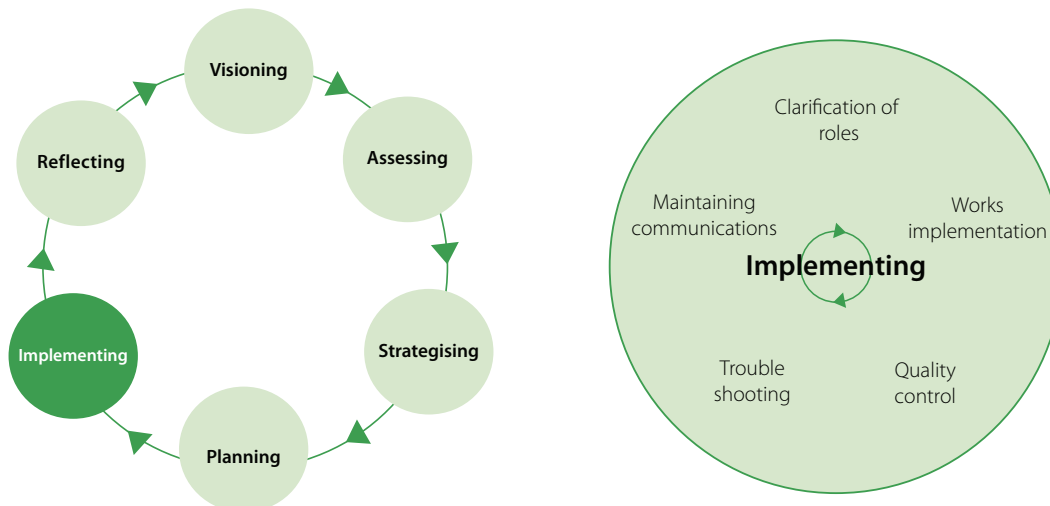 Visioning
Assessing
Strategising
Planning
Implementing
Reflecting
Clarification of
roles
Works
implementation
Quality
control
Trouble
shooting
Maintaining
communications
Implementing